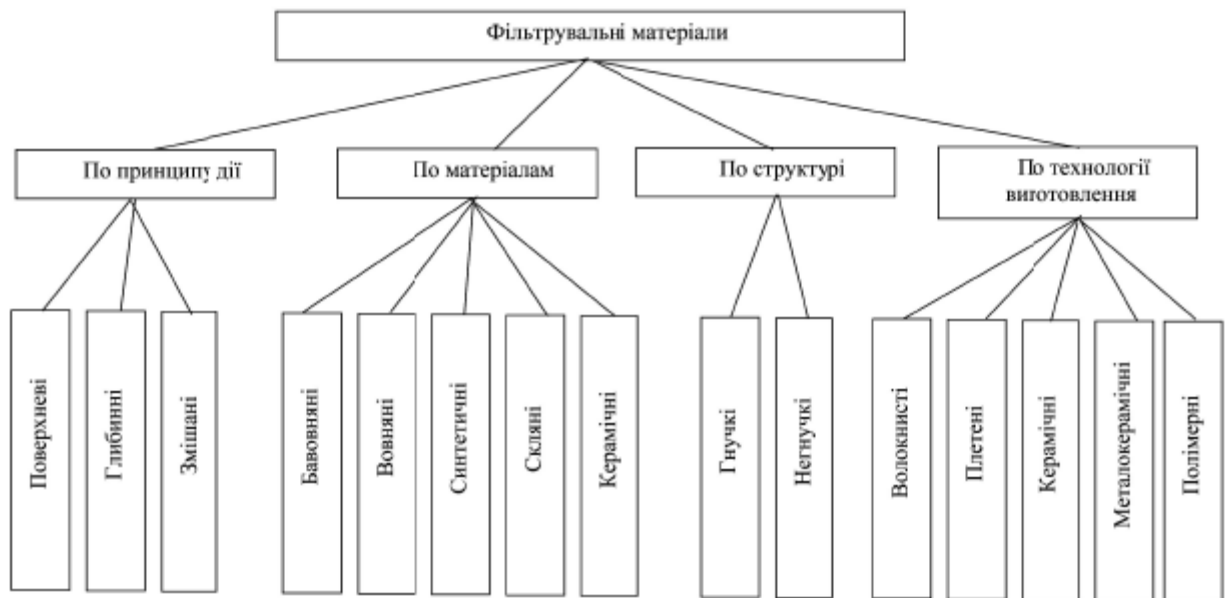 Фільтрувальні матеріали
По принципу дії
По матеріалам
По структурі
По технології
виготовлення
Поверхневі
Глибинні
Змішані
Бавовняні
Вовняні
Синтетичні
Скляні
Керамічні
Гнучкі
Негнучкі
Волокнисті
Плетені
Керамічні
Металокерамічні
Полімерні